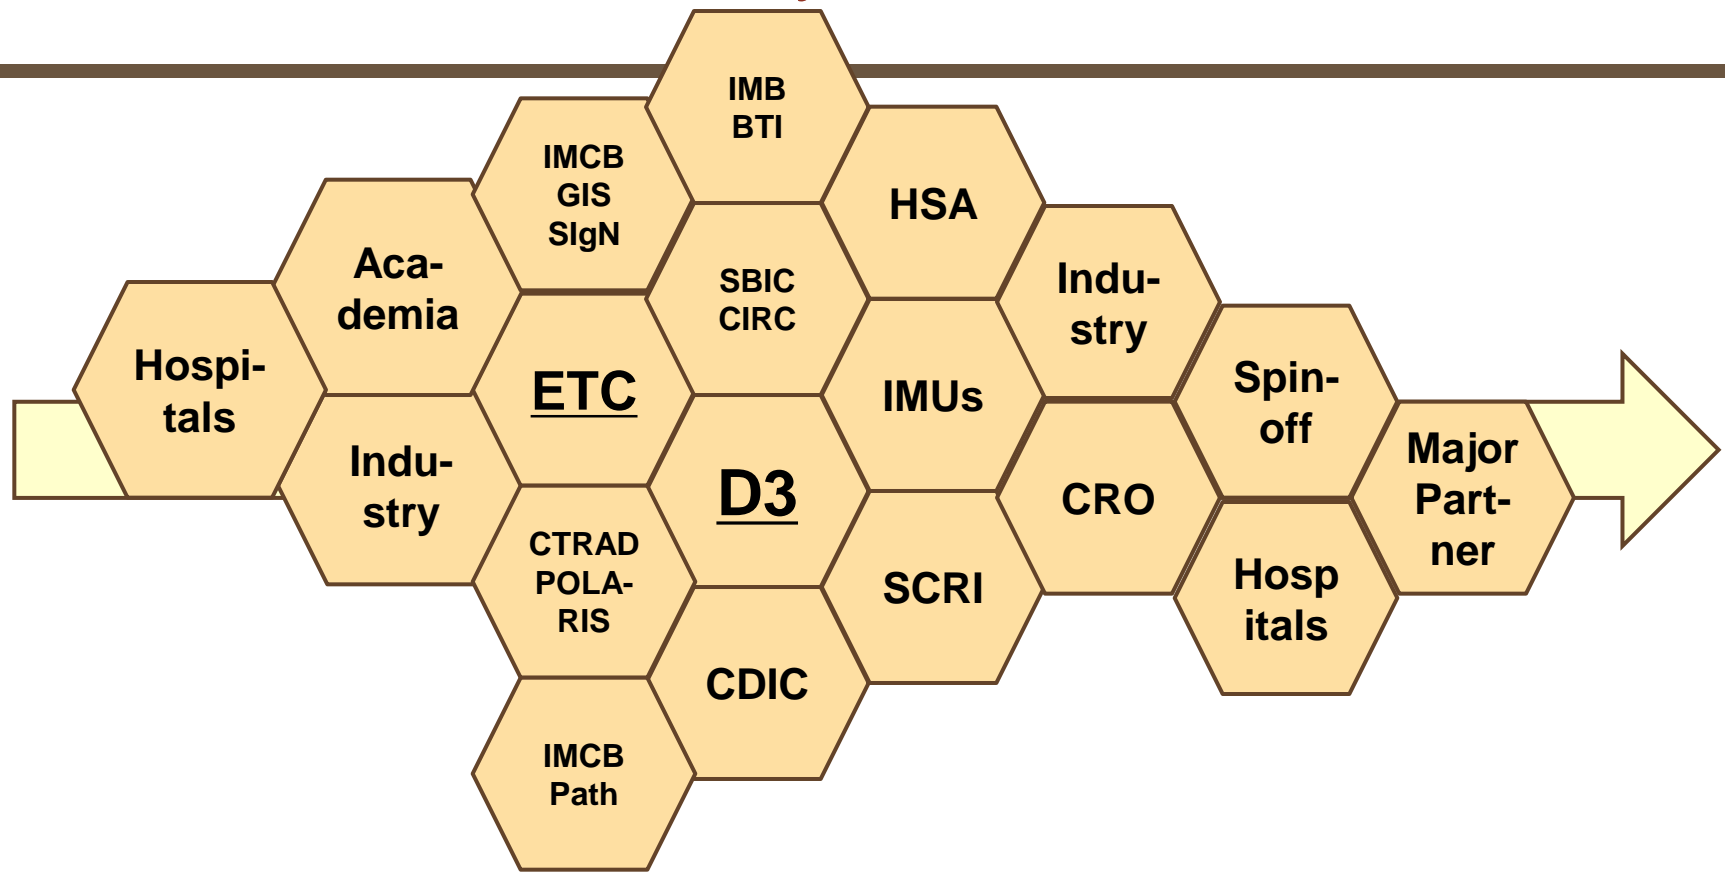 IMB
BTI
IMCB
GIS
SIgN
HSA
Aca-
demia
SBIC
CIRC
Indu-
stry
Hospi-
tals
ETC
IMUs
Spin-
off
Indu-
stry
D3
CRO
Major
Part-
ner
CTRAD
POLA-
RIS
SCRI
Hosp
itals
CDIC
IMCB
Path